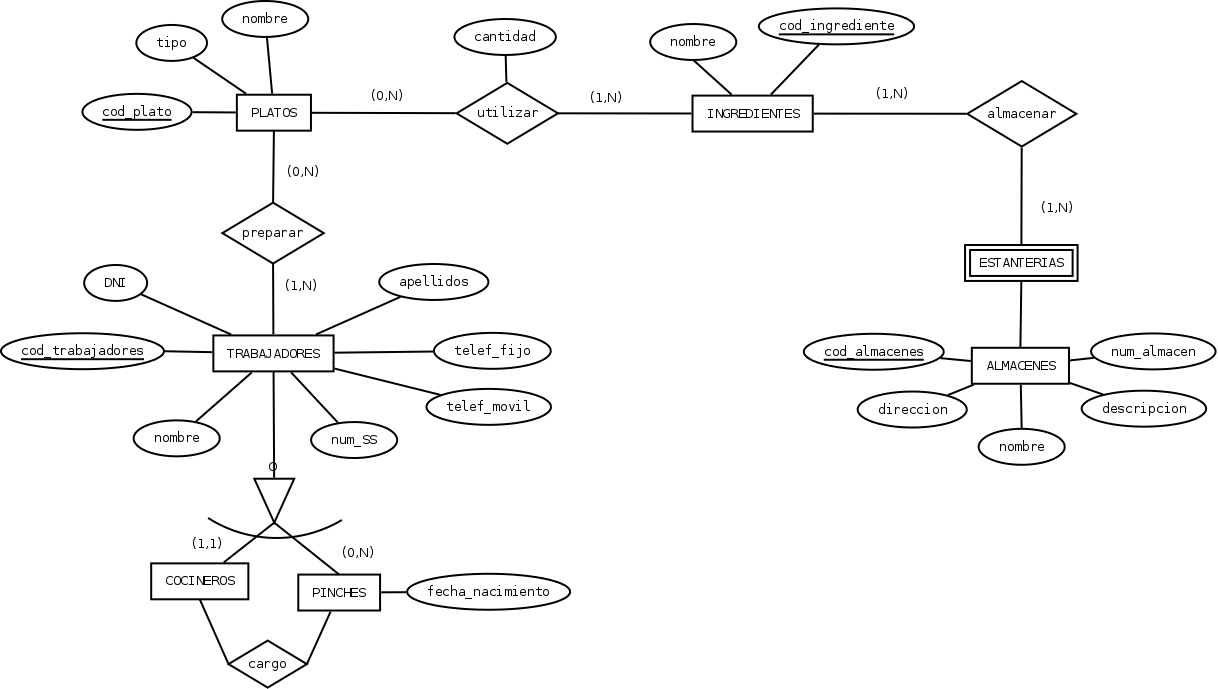 nombre
tipo
cod_plato
PLATOS
(0,N)
cantidad
utilizar
(1,N)
nombre
cod_ingrediente
INGREDIENTES
(1,N)
almacenar
(0,N)
preparar
(1,N)
(1,N)
ESTANTERIAS
DNI
apellidos
cod_trabajadores
TRABAJADORES
telef_fijo
telef_movil
nombre
num_SS
cod_almacenes
ALMACENES
num_almacen
direccion
descripcion
nombre
O
(1,1)
(0,N)
COCINEROS
PINCHES
fecha_nacimiento
cargo